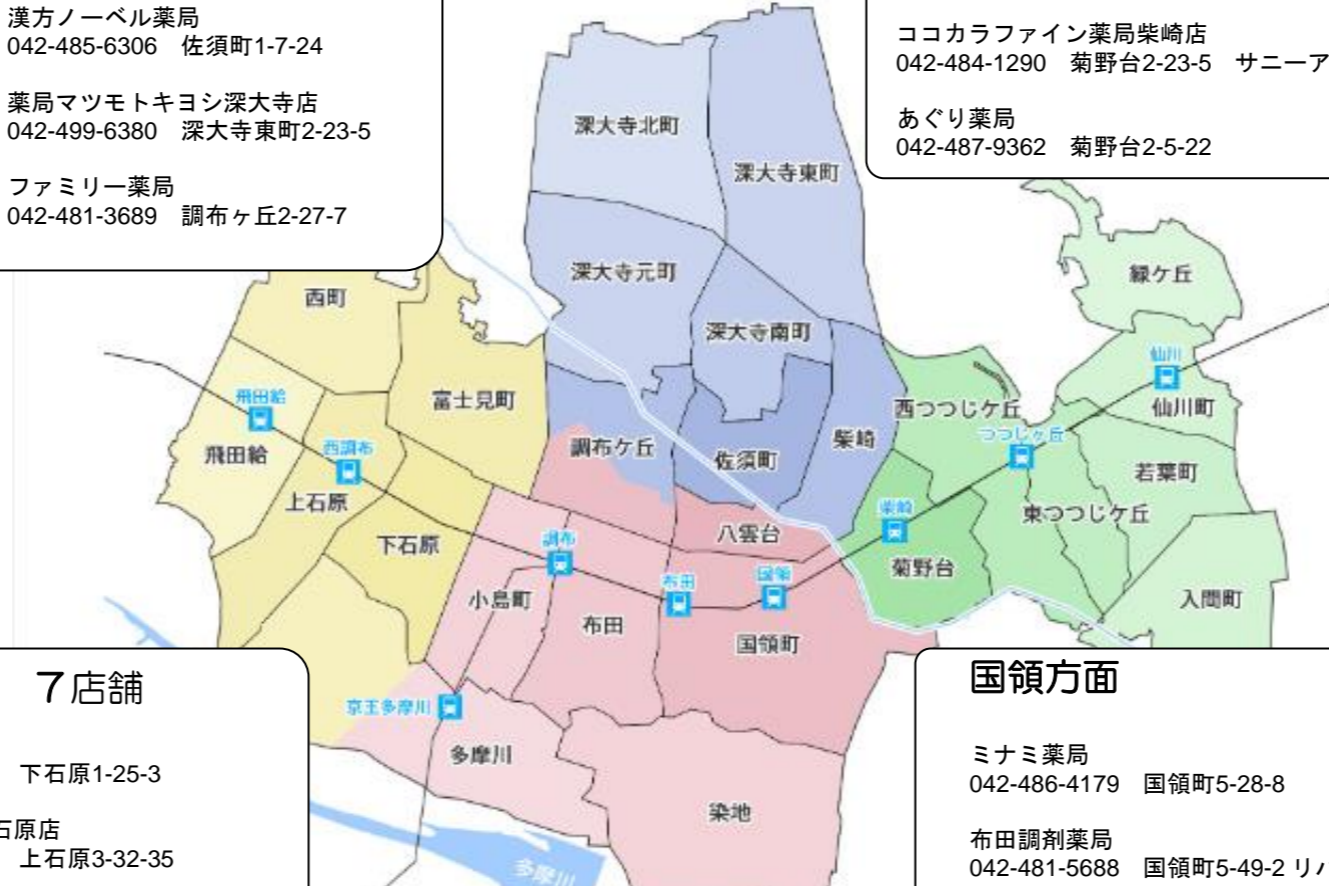 漢方ノーベル薬局
042-485-6306 佐須町1-7-24
薬局マツモトキヨシ深大寺店
042-499-6380 深大寺東町2-23-5
ファミリー薬局
042-481-3689 調布ヶ丘2-27-7
ココカラファイン薬局柴崎店
042-484-1290 菊野台2-23-5 サニーア
あぐり薬局
042-487-9362 菊野台2-5-22
深大寺北町
深大寺東町
深大寺元町
深大寺南町
緑ケ丘
西町
仙川
仙川町
飛田給
富士見町
西つつじケ丘
つつじヶ丘
飛田給
西調布
調布ケ丘
佐須町
柴崎
若葉町
上石原
柴崎
東つつじケ丘
下石原
調布
八雲台
菊野台
小島町
布田
国領
入間町
布田
国領町
京王多摩川
多摩川
染地
多摩川
7店舗
下石原1-25-3
石原店
上石原3-32-35
国領方面
ミナミ薬局
042-486-4179 国領町5-28-8
布田調剤薬局
042-481-5688 国領町5-49-2 リバ